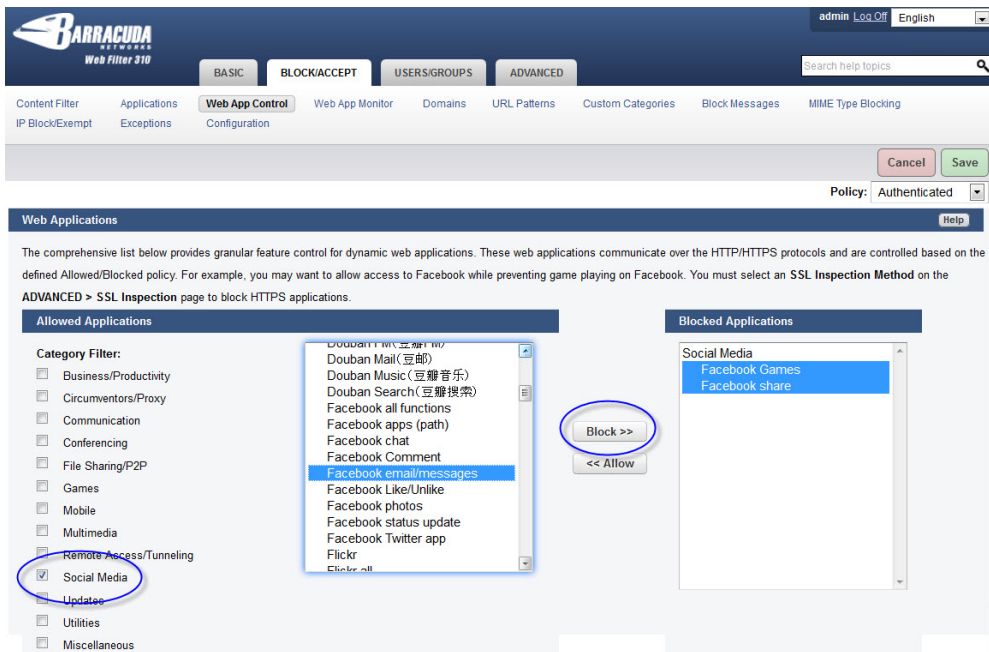 admin Log Off English
BARRACUDA
NETWORKS
Web Filter 310
Search help topics
BASIC BLOCK/ACCEPT USERS/GROUPS ADVANCED
Content Filter Applications Web App Control Web App Monitor Domains URL Patterns Custom Categories Block Messages MIME Type Blocking
IP Block/Exempt Exceptions Configuration
Cancel Save
Policy: Authenticated
Web Applications Help
The comprehensive list below provides granular feature control for dynamic web applications. These web applications communicate over the HTTP/HTTPS protocols and are controlled based on the
defined Allowed/Blocked policy. For example, you may want to allow access to Facebook while preventing game playing on Facebook. You must select an SSL Inspection Method on the
ADVANCED > SSL Inspection page to block HTTPS applications.
Allowed Applications
Category Filter:
Business/Productivity
Circumventors/Proxy
Communication
Conferencing
File Sharing/P2P
Games
Mobile
Multimedia
Remote Access/Tunneling
Social Media
Updates
Utilities
Miscellaneous
Douban FM(豆瓣FM)
Douban Mail(豆邮)
Douban Music(豆瓣音乐)
Douban Search(豆瓣搜索)
Facebook all functions
Facebook apps (path)
Facebook chat
Facebook Comment
Facebook email/messages
Facebook Like/Unlike
Facebook photos
Facebook status update
Facebook Twitter app
Flickr
Flickr all
Block >>
<< Allow
Blocked Applications
Social Media
Facebook Games
Facebook share